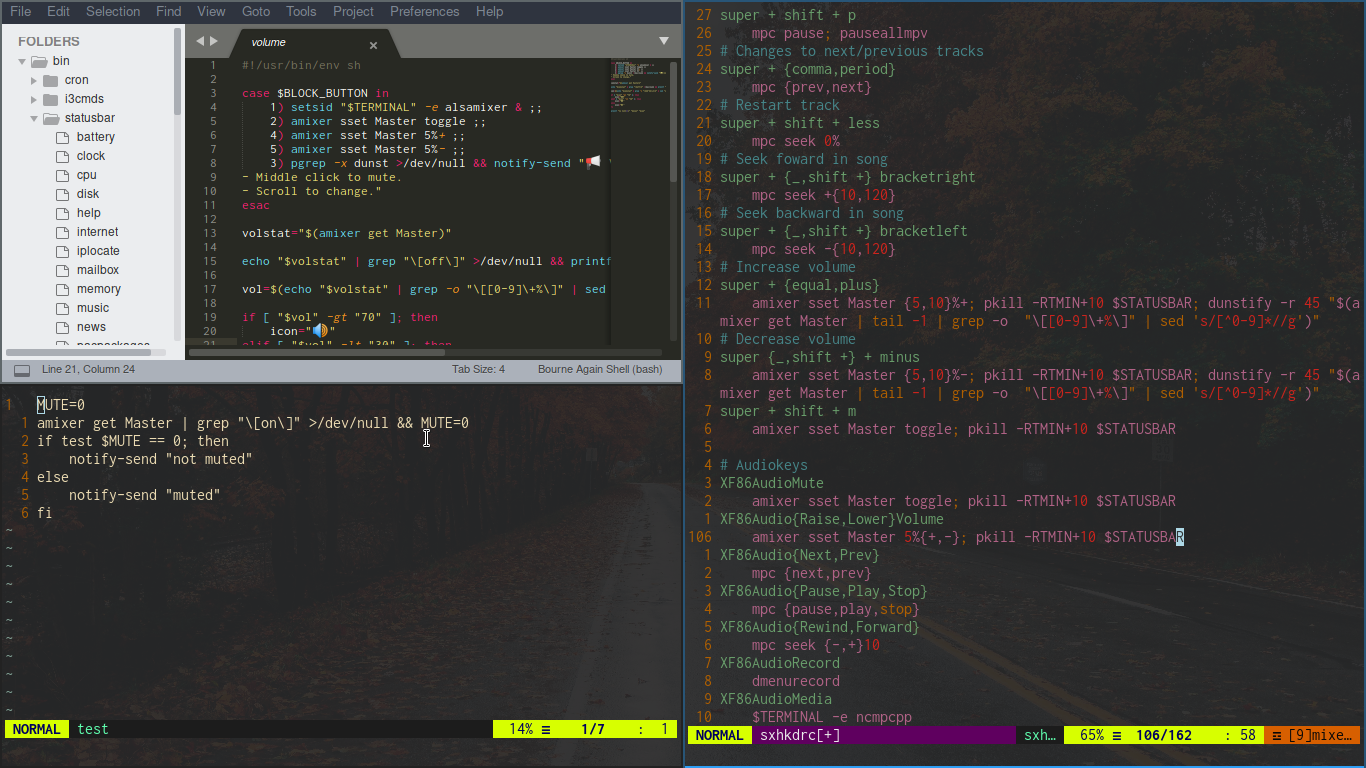 File Edit Selection Find View Goto Tools Project Preferences Help
FOLDERS
bin
cron
i3cmds
statusbar
battery
clock
cpu
disk
help
internet
iplocate
mailbox
memory
music
news
volume
1 #!/usr/bin/env sh
2
3 case $BLOCK_BUTTON in
4 1) setsid "$TERMINAL" -e alsamixer & ;;
5 2) amixer sset Master toggle ;;
6 4) amixer sset Master 5%+ ;;
7 5) amixer sset Master 5%- ;;
8 3) pgrep -x dunst >/dev/null && notify-send "📢
9 - Middle click to mute.
10 - Scroll to change."
11 esac
12
13 volstat="$(amixer get Master)"
14
15 echo "$volstat" | grep "\[off\]" >/dev/null && printf
16
17 vol=$(echo "$volstat" | grep -o "\[[0-9]\+%\]" | sed
18
19 if [ "$vol" -gt "70" ]; then
20 icon="🔊"
21 elif [ "$vol" -lt "30" ]; then
Line 21, Column 24 Tab Size: 4 Bourne Again Shell (bash)
1 MUTE=0
1 amixer get Master | grep "\[on\]" >/dev/null && MUTE=0
2 if test $MUTE == 0; then
3 notify-send "not muted"
4 else
5 notify-send "muted"
6 fi
~
~
~
~
~
~
~
~
~
~
~
NORMAL test 14% ≡ 1/7 : 1
27 super + shift + p
26 mpc pause; pauseallmpv
25 # Changes to next/previous tracks
24 super + {comma,period}
23 mpc {prev,next}
22 # Restart track
21 super + shift + less
20 mpc seek 0%
19 # Seek foward in song
18 super + {_,shift +} bracketright
17 mpc seek +{10,120}
16 # Seek backward in song
15 super + {_,shift +} bracketleft
14 mpc seek -{10,120}
13 # Increase volume
12 super + {equal,plus}
11 amixer sset Master {5,10}%+; pkill -RTMIN+10 $STATUSBAR; dunstify -r 45 "$(a
mixer get Master | tail -1 | grep -o "\[[0-9]\+%\]" | sed 's/[^0-9]*//g')"
10 # Decrease volume
9 super {_,shift +} + minus
8 amixer sset Master {5,10}%-; pkill -RTMIN+10 $STATUSBAR; dunstify -r 45 "$(a
mixer get Master | tail -1 | grep -o "\[[0-9]\+%\]" | sed 's/[^0-9]*//g')"
7 super + shift + m
6 amixer sset Master toggle; pkill -RTMIN+10 $STATUSBAR
5
4 # Audiokeys
3 XF86AudioMute
2 amixer sset Master toggle; pkill -RTMIN+10 $STATUSBAR
1 XF86Audio{Raise,Lower}Volume
106 amixer sset Master 5%{+,-}; pkill -RTMIN+10 $STATUSBAR
1 XF86Audio{Next,Prev}
2 mpc {next,prev}
3 XF86Audio{Pause,Play,Stop}
4 mpc {pause,play,stop}
5 XF86Audio{Rewind,Forward}
6 mpc seek {-,+}10
7 XF86AudioRecord
8 dmenurecord
9 XF86AudioMedia
10 $TERMINAL -e ncmpcpp
NORMAL sxhkdrc[+] sxh… 65% ≡ 106/162 : 58 ☲ [9]mixe…